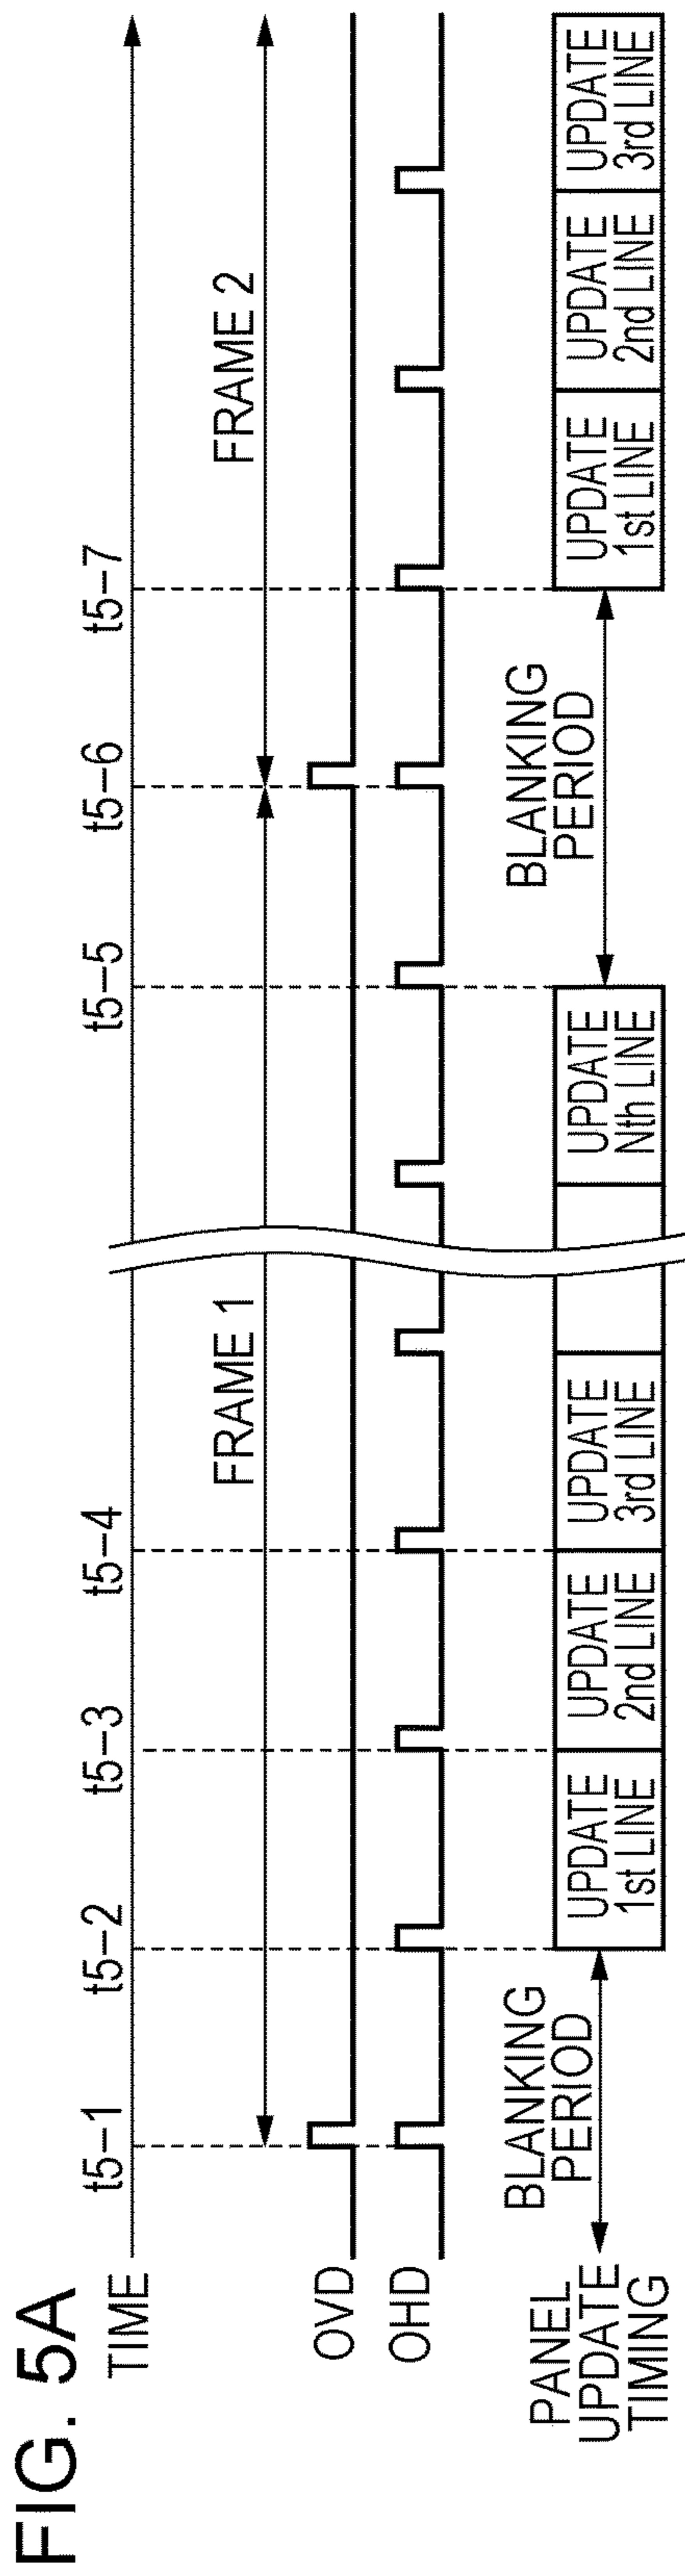 FIG. 5A
TIME
t5-1
t5-2
t5-3
t5-4
t5-5
t5-6
t5-7
FRAME 1
FRAME 2
OVD
OHD
PANEL
UPDATE
TIMING
BLANKING
PERIOD
UPDATE
1st LINE
UPDATE
2nd LINE
UPDATE
3rd LINE
UPDATE
Nth LINE
BLANKING
PERIOD
UPDATE
1st LINE
UPDATE
2nd LINE
UPDATE
3rd LINE